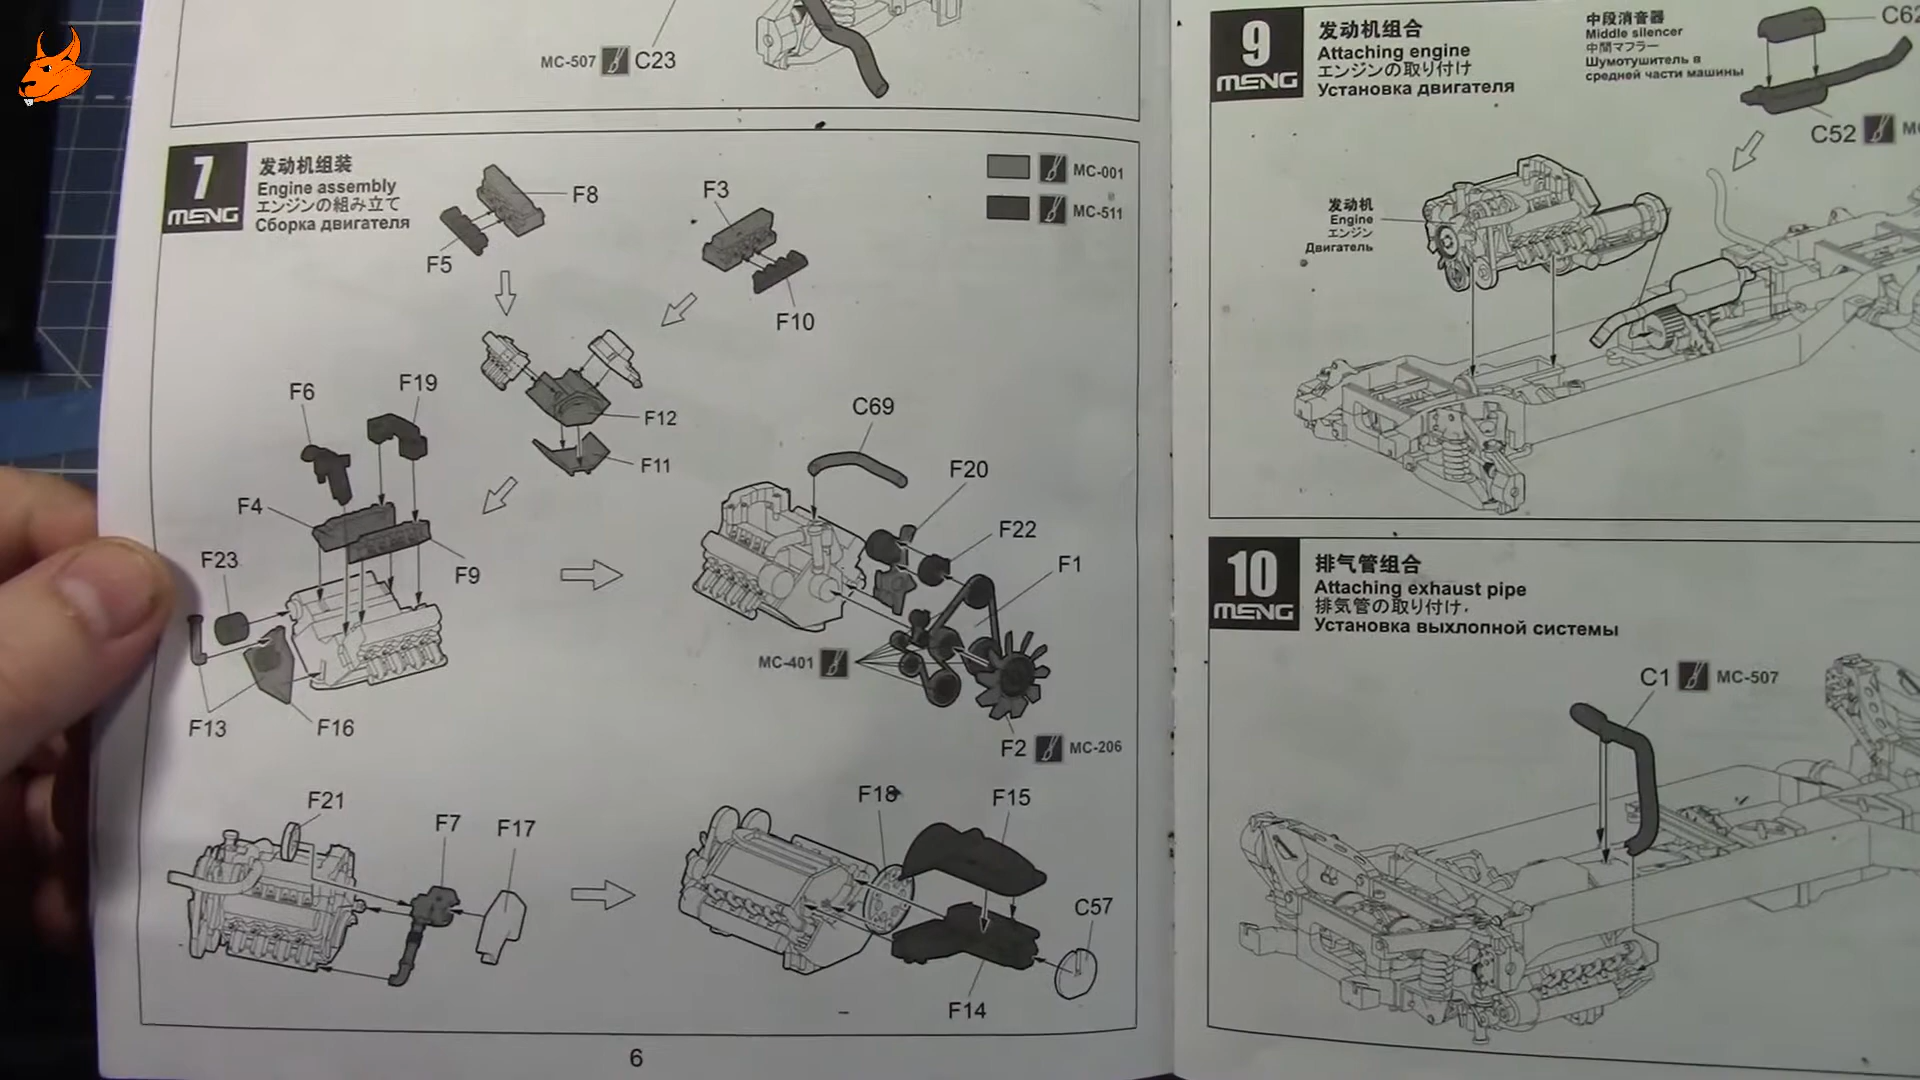 MC-507 C23
7
MENG
发动机组装
Engine assembly
エンジンの組み立て
Сборка двигателя
MC-001
MC-511
F8
F5
F3
F10
F12
F11
F6
F19
F4
F9
F23
F13
F16
C69
F20
F22
F1
MC-401
F2 MC-206
F21
F7
F17
F18
F15
C57
F14
6
9
MENG
发动机组合
Attaching engine
エンジンの取り付け
Установка двигателя
中段消音器
Middle silencer
中間マフラー
Шумотушитель в
средней части машины
C62
C52
发动机
Engine
エンジン
Двигатель
10
MENG
排气管组合
Attaching exhaust pipe
排気管の取り付け
Установка выхлопной системы
C1 MC-507